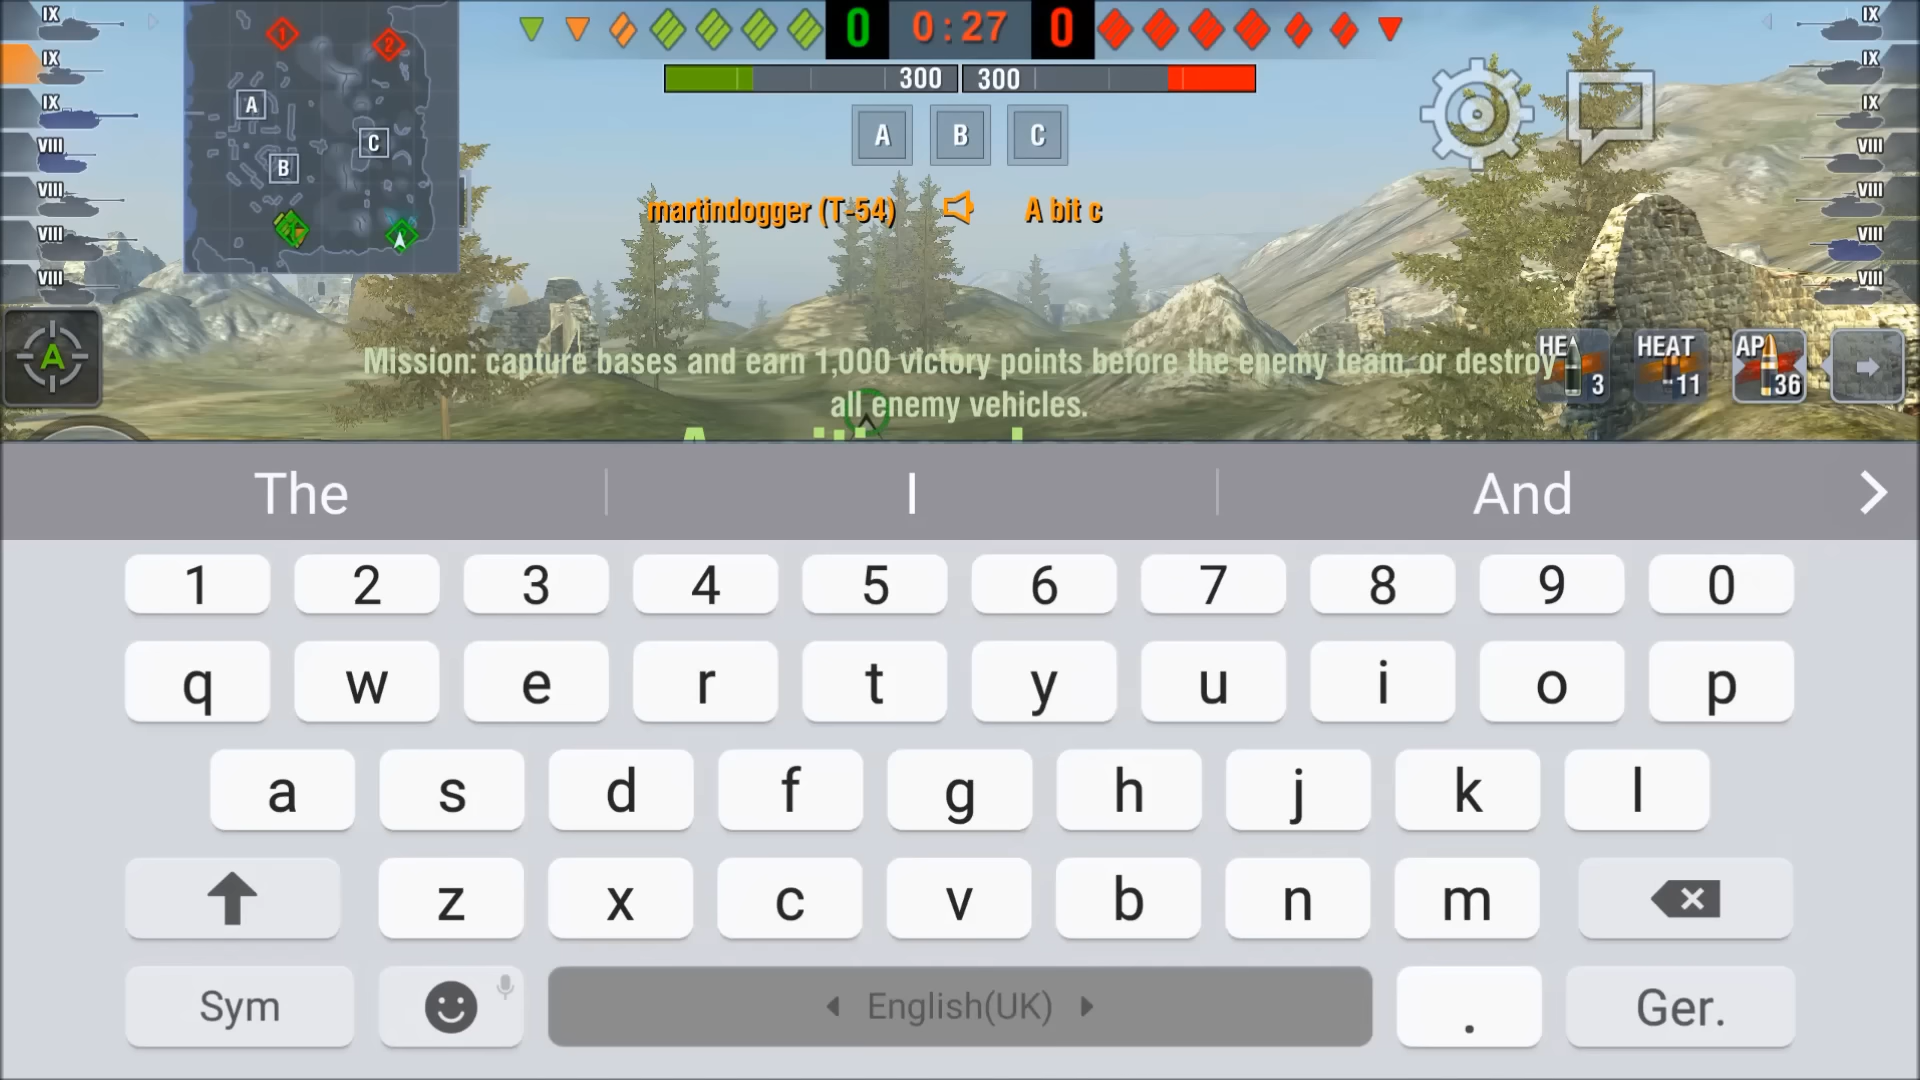 IX
IX
IX
VIII
VIII
VIII
VIII
1
2
A
C
B
0 0:27 0
300 300
A B C
martindogger (T-54) A bit c
IX
IX
IX
VIII
VIII
VIII
VIII
A
Mission: capture bases and earn 1,000 victory points before the enemy team, or destroy
all enemy vehicles.
HE 3
HEAT 11
AP 36
The I And
1 2 3 4 5 6 7 8 9 0
q w e r t y u i o p
a s d f g h j k l
z x c v b n m
Sym English(UK) . Ger.